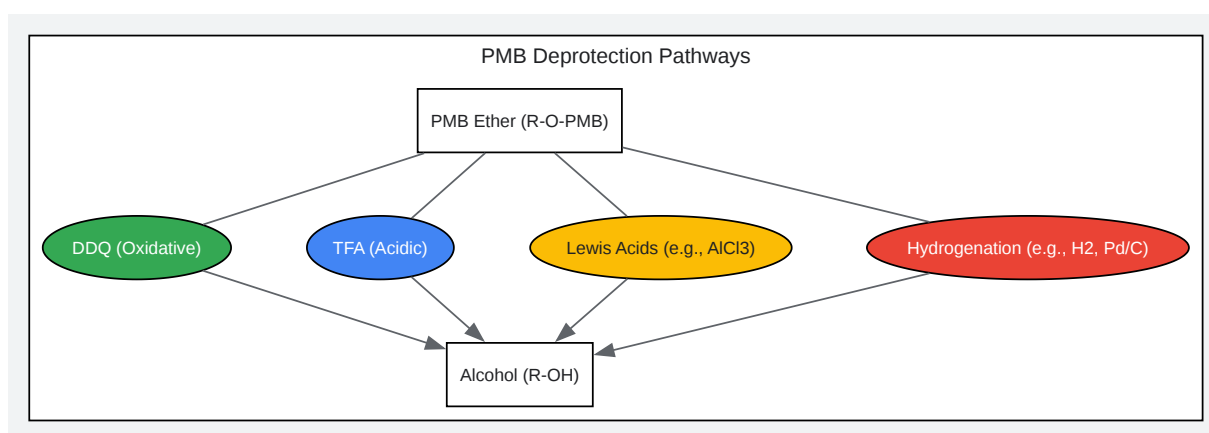 PMB Deprotection Pathways
PMB Ether (R-O-PMB)
DDQ (Oxidative)
TFA (Acidic)
Lewis Acids (e.g., AlCl3)
Hydrogenation (e.g., H2, Pd/C)
Alcohol (R-OH)